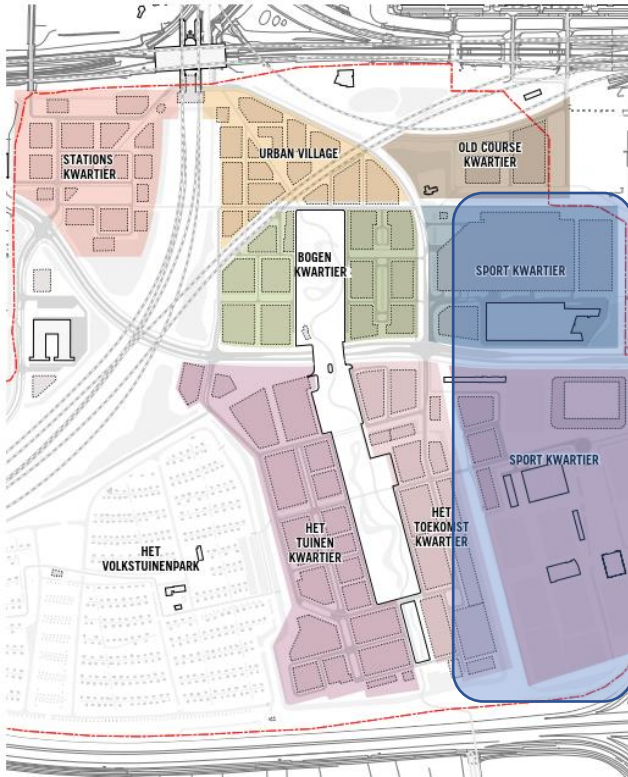 STATIONS
KWARTIER
URBAN VILLAGE
OLD COURSE
KWARTIER
BOGEN
KWARTIER
SPORT KWARTIER
SPORT KWARTIER
HET
TUINEN
KWARTIER
HET
TOEKOMST
KWARTIER
HET
VOLKSTUINENPARK